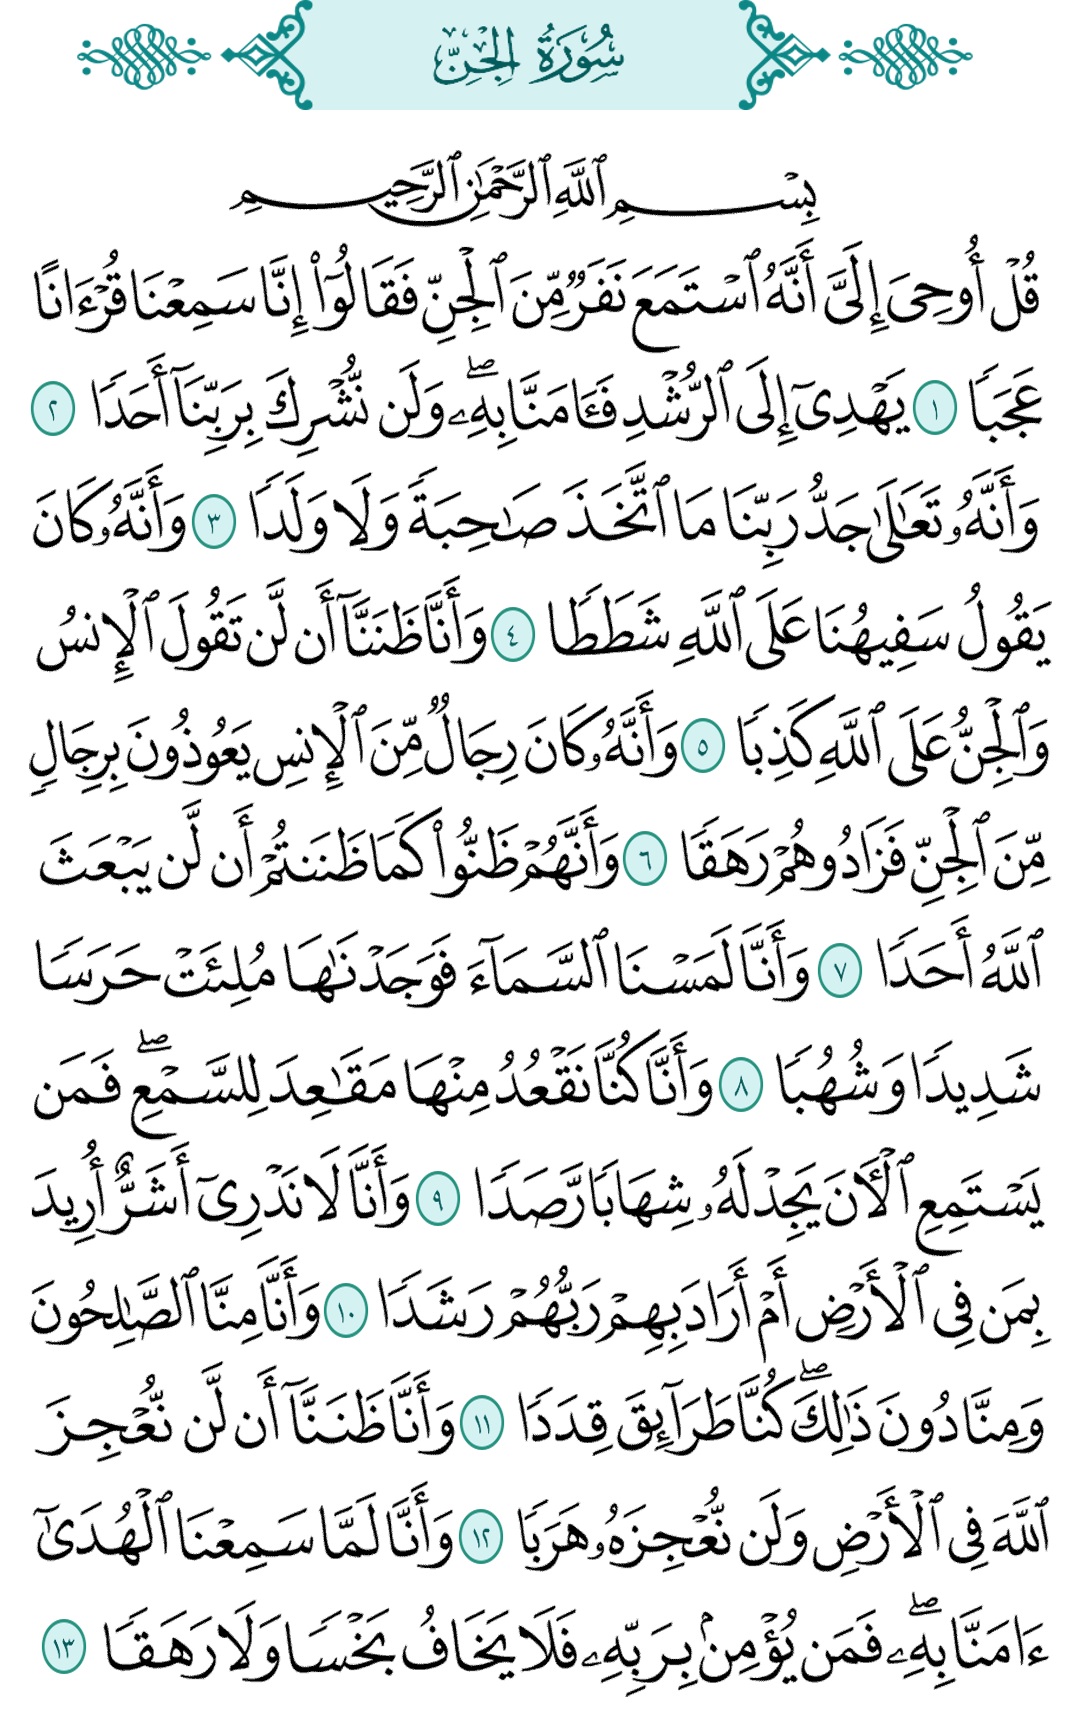 سُورَةُ الجِنِّ
بِسْمِ ٱللَّهِ ٱلرَّحْمَٰنِ ٱلرَّحِيمِ
قُلْ أُوحِىَ إِلَىَّ أَنَّهُ ٱسْتَمَعَ نَفَرٌ مِّنَ ٱلْجِنِّ فَقَالُوٓا۟ إِنَّا سَمِعْنَا قُرْءَانًا
عَجَبًا ١ يَهْدِىٓ إِلَى ٱلرُّشْدِ فَـَٔامَنَّا بِهِۦ ۖ وَلَن نُّشْرِكَ بِرَبِّنَآ أَحَدًا ٢
وَأَنَّهُۥ تَعَٰلَىٰ جَدُّ رَبِّنَا مَا ٱتَّخَذَ صَٰحِبَةً وَلَا وَلَدًا ٣ وَأَنَّهُۥ كَانَ
يَقُولُ سَفِيهُنَا عَلَى ٱللَّهِ شَطَطًا ٤ وَأَنَّا ظَنَنَّآ أَن لَّن تَقُولَ ٱلْإِنسُ
وَٱلْجِنُّ عَلَى ٱللَّهِ كَذِبًا ٥ وَأَنَّهُۥ كَانَ رِجَالٌ مِّنَ ٱلْإِنسِ يَعُوذُونَ بِرِجَالٍ
مِّنَ ٱلْجِنِّ فَزَادُوهُمْ رَهَقًا ٦ وَأَنَّهُمْ ظَنُّوا۟ كَمَا ظَنَنتُمْ أَن لَّن يَبْعَثَ
ٱللَّهُ أَحَدًا ٧ وَأَنَّا لَمَسْنَا ٱلسَّمَآءَ فَوَجَدْنَٰهَا مُلِئَتْ حَرَسًا
شَدِيدًا وَشُهُبًا ٨ وَأَنَّا كُنَّا نَقْعُدُ مِنْهَا مَقَٰعِدَ لِلسَّمْعِ ۖ فَمَن
يَسْتَمِعِ ٱلْـَٔانَ يَجِدْ لَهُۥ شِهَابًا رَّصَدًا ٩ وَأَنَّا لَا نَدْرِىٓ أَشَرٌّ أُرِيدَ
بِمَن فِى ٱلْأَرْضِ أَمْ أَرَادَ بِهِمْ رَبُّهُمْ رَشَدًا ١٠ وَأَنَّا مِنَّا ٱلصَّٰلِحُونَ
وَمِنَّا دُونَ ذَٰلِكَ ۖ كُنَّا طَرَآئِقَ قِدَدًا ١١ وَأَنَّا ظَنَنَّآ أَن لَّن نُّعْجِزَ
ٱللَّهَ فِى ٱلْأَرْضِ وَلَن نُّعْجِزَهُۥ هَرَبًا ١٢ وَأَنَّا لَمَّا سَمِعْنَا ٱلْهُدَىٰٓ
ءَامَنَّا بِهِۦ ۖ فَمَن يُؤْمِنۢ بِرَبِّهِۦ فَلَا يَخَافُ بَخْسًا وَلَا رَهَقًا ١٣